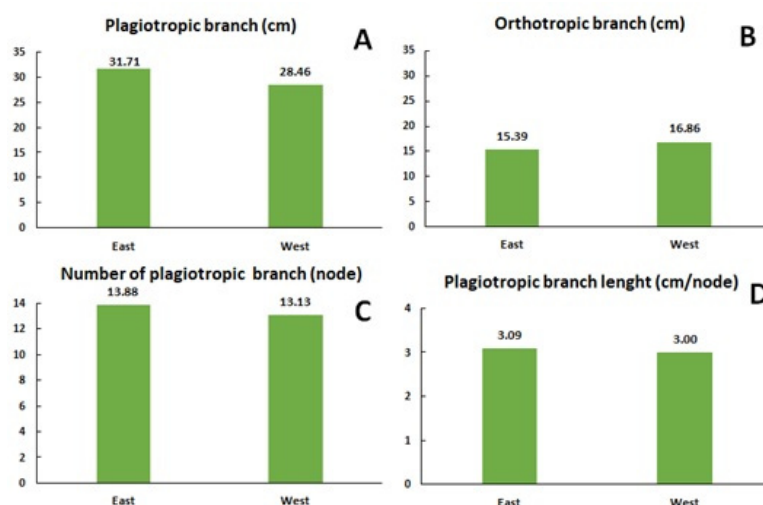 Plagiotropic branch (cm)
A
35
30
25
20
15
10
5
0
31.71
28.46
East
West
Orthotropic branch (cm)
B
35
30
25
20
15
10
5
0
15.39
16.86
East
West
Number of plagiotropic branch (node)
C
14
12
10
8
6
4
2
0
13.88
13.13
East
West
Plagiotropic branch lenght (cm/node)
D
4
3
2
1
0
3.09
3.00
East
West